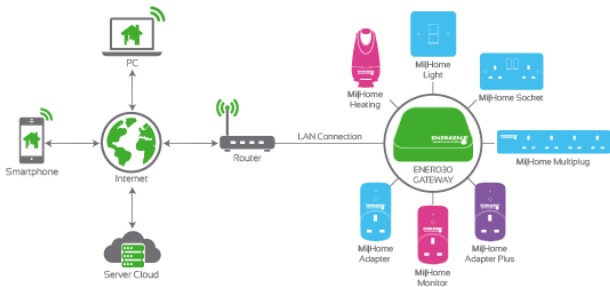 PC
Smartphone
Internet
Server Cloud
Router
LAN Connection
Mi|Home
Heating
Mi|Home
Light
Mi|Home Socket
ENERGENIE
ENER030
GATEWAY
Mi|Home Multiplug
Mi|Home
Adapter
Mi|Home
Monitor
Mi|Home
Adapter Plus